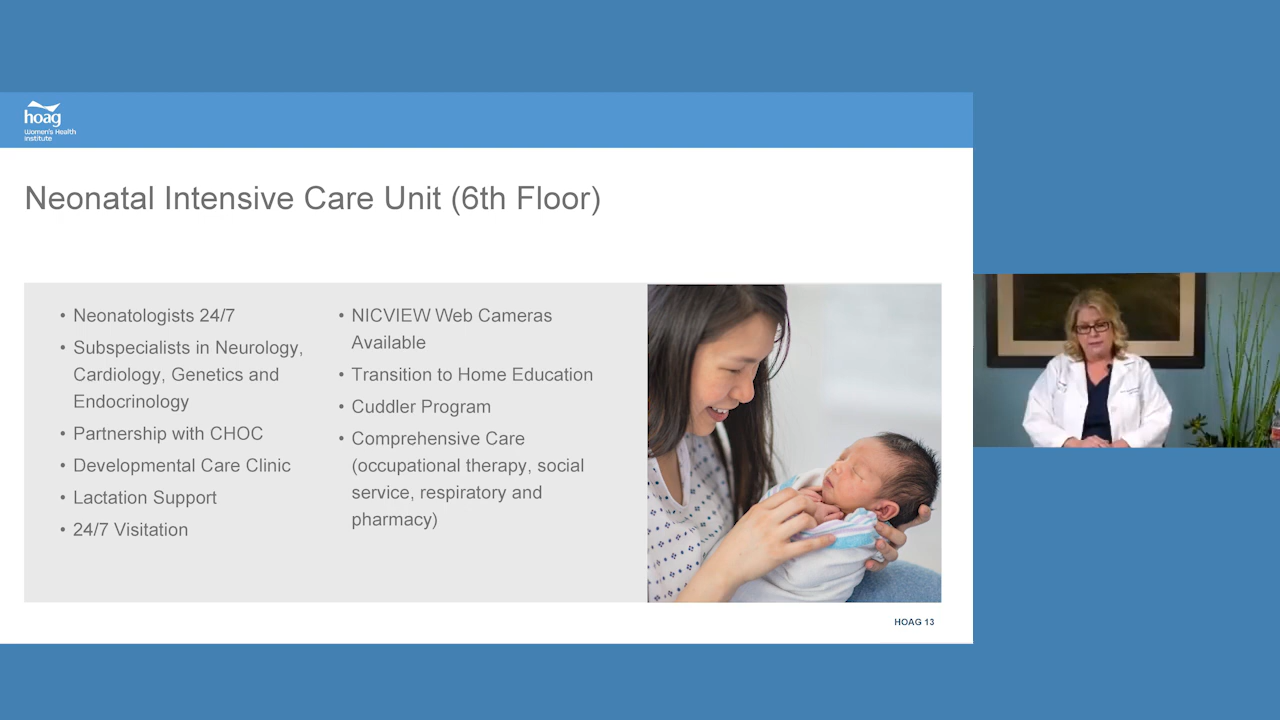 hoag
Women's Health
Institute
Neonatal Intensive Care Unit (6th Floor)
• Neonatologists 24/7
• Subspecialists in Neurology,
Cardiology, Genetics and
Endocrinology
• Partnership with CHOC
• Developmental Care Clinic
• Lactation Support
• 24/7 Visitation
• NICVIEW Web Cameras
Available
• Transition to Home Education
• Cuddler Program
• Comprehensive Care
(occupational therapy, social
service, respiratory and
pharmacy)
HOAG 13